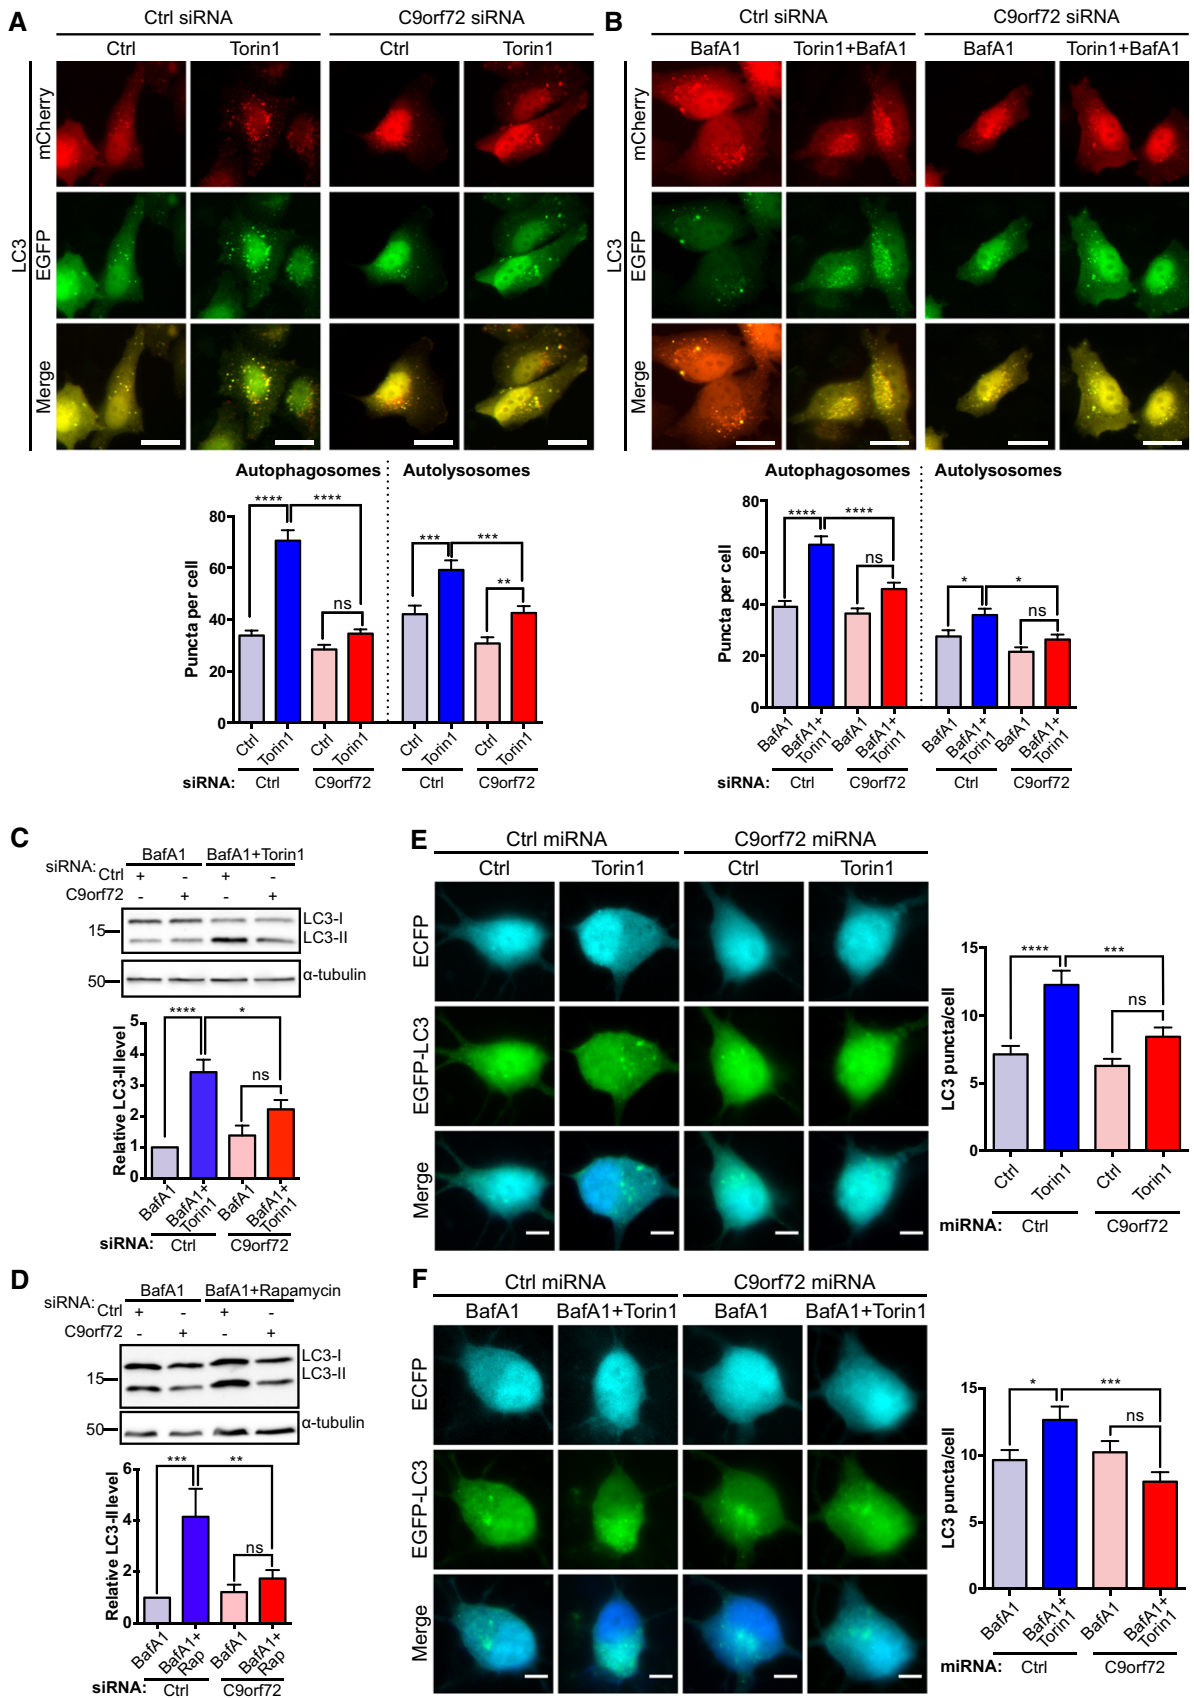 A
Ctrl siRNA
C9orf72 siRNA
Ctrl
Torin1
Ctrl
Torin1
LC3
mCherry
EGFP
Merge
Autophagosomes
Autolysosomes
Puncta per cell
80
60
40
20
0
****
****
ns
***
***
**
Ctrl
Torin1
Ctrl
Torin1
Ctrl
Torin1
Ctrl
Torin1
siRNA:
Ctrl
C9orf72
Ctrl
C9orf72
B
Ctrl siRNA
C9orf72 siRNA
BafA1
Torin1+BafA1
BafA1
Torin1+BafA1
LC3
mCherry
EGFP
Merge
Autophagosomes
Autolysosomes
Puncta per cell
80
60
40
20
0
****
****
ns
*
*
ns
BafA1
BafA1+
Torin1
BafA1
BafA1+
Torin1
BafA1
BafA1+
Torin1
BafA1
BafA1+
Torin1
siRNA:
Ctrl
C9orf72
Ctrl
C9orf72
C
BafA1
BafA1+Torin1
siRNA:
Ctrl + - + -
C9orf72 - + - +
15
LC3-I
LC3-II
50
α-tubulin
Relative LC3-II level
5
4
3
2
1
0
****
*
ns
BafA1
BafA1+
Torin1
BafA1
BafA1+
Torin1
siRNA:
Ctrl
C9orf72
D
BafA1
BafA1+Rapamycin
siRNA:
Ctrl + - + -
C9orf72 - + - +
LC3-I
15
LC3-II
50
α-tubulin
Relative LC3-II level
6
4
2
0
***
**
ns
BafA1
BafA1+
Rap
BafA1
BafA1+
Rap
siRNA:
Ctrl
C9orf72
E
Ctrl miRNA
C9orf72 miRNA
Ctrl
Torin1
Ctrl
Torin1
ECFP
EGFP-LC3
Merge
LC3 puncta/cell
15
10
5
0
****
***
ns
Ctrl
Torin1
Ctrl
Torin1
miRNA:
Ctrl
C9orf72
F
Ctrl miRNA
C9orf72 miRNA
BafA1
BafA1+Torin1
BafA1
BafA1+Torin1
ECFP
EGFP-LC3
Merge
LC3 puncta/cell
15
10
5
0
*
***
ns
BafA1
BafA1+
Torin1
BafA1
BafA1+
Torin1
miRNA:
Ctrl
C9orf72